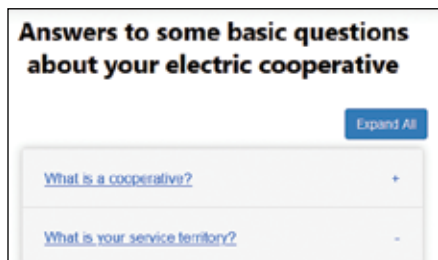 Answers to some basic questions
about your electric cooperative
Expand All
What is a cooperative? +
What is your service territory? -